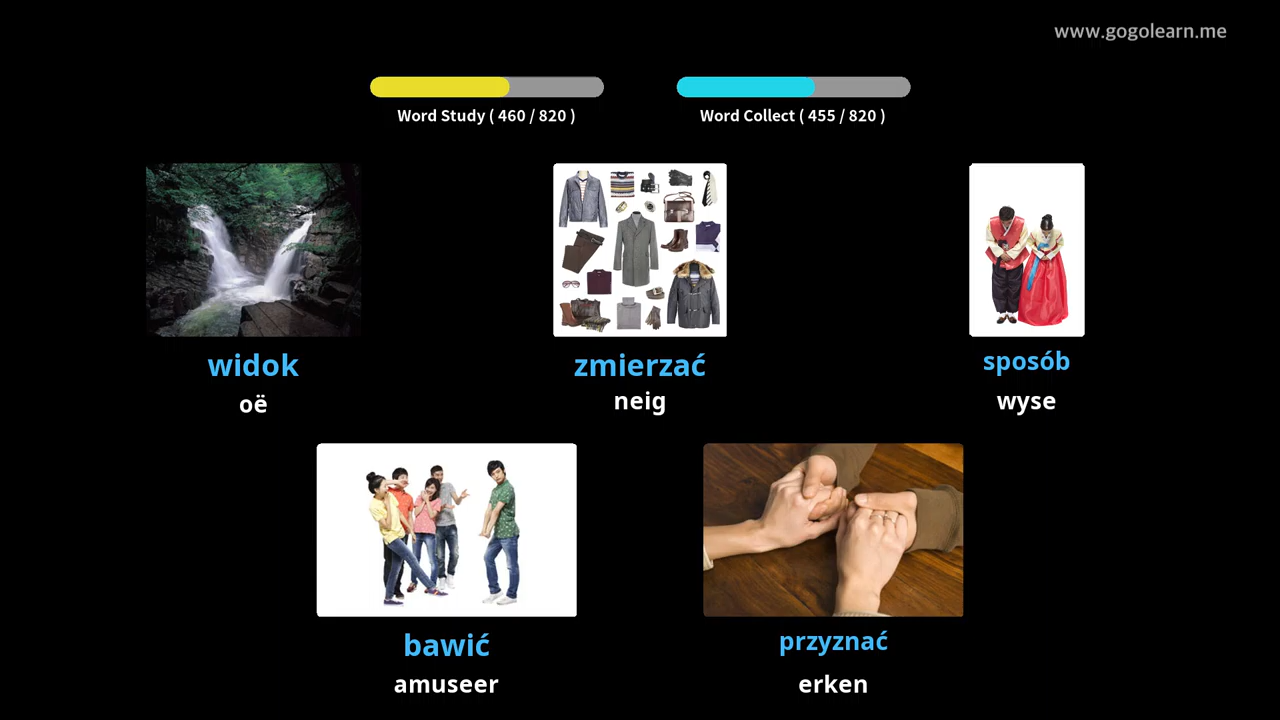 www.gogolearn.me
Word Study ( 460 / 820 )
Word Collect ( 455 / 820 )
widok
oë
zmierzać
neig
sposób
wyse
bawić
amuseer
przyznać
erken